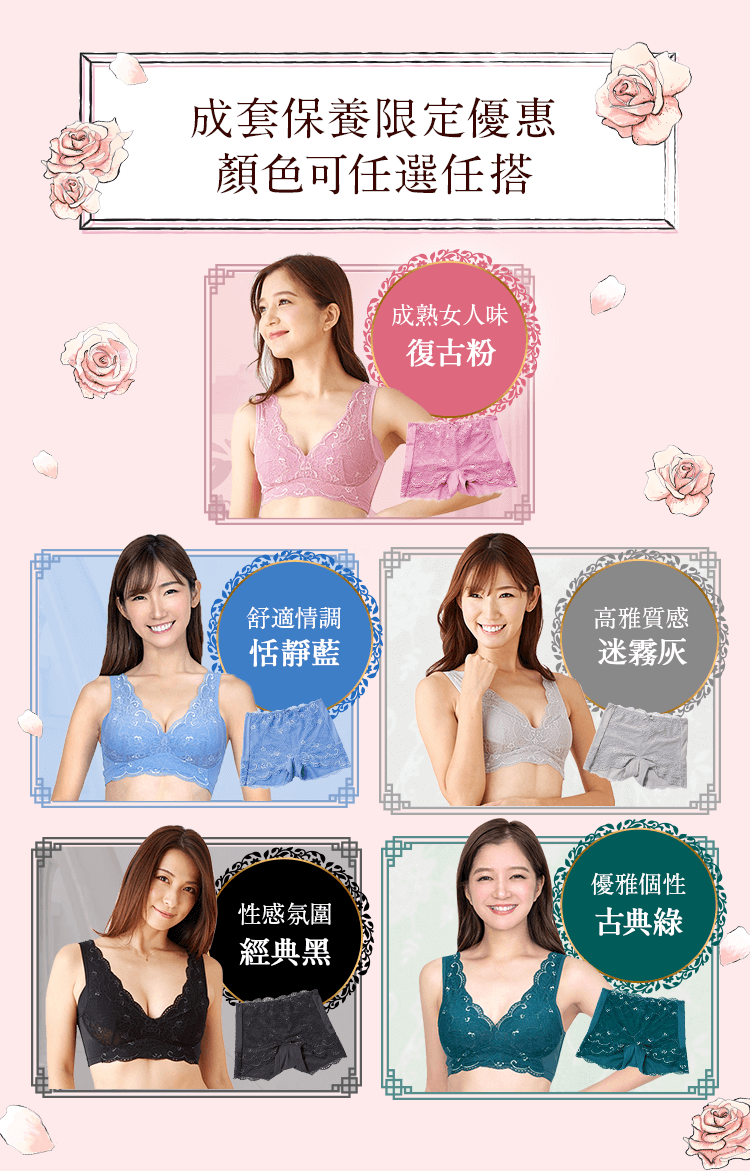 成套保養限定優惠
顏色可任選任搭
成熟女人味
復古粉
舒適情調
恬靜藍
高雅質感
迷霧灰
性感氛圍
經典黑
優雅個性
古典綠